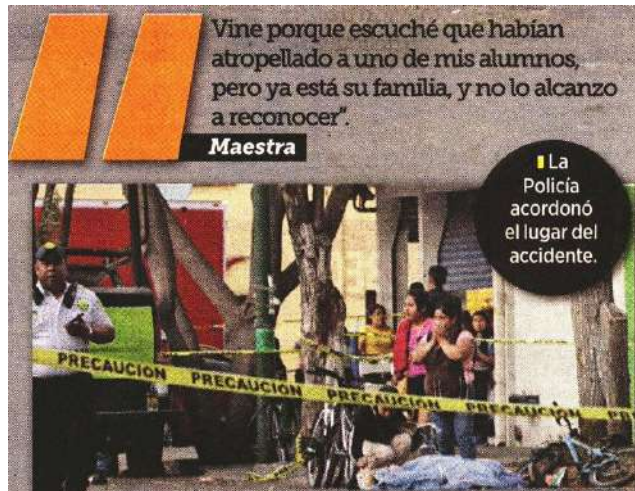 Vine porque escuché que habían
atropellado a uno de mis alumnos,
pero ya está su familia, y no lo alcanzo
a reconocer”.
Maestra
La
Policía
acordonó
el lugar del
accidente.
PRECAUCION PRECAUCION PRECAUCION PRECAUCION